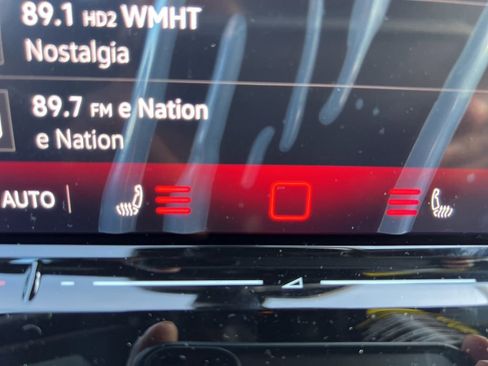 89.1 HD2 WMHT
Nostalgia
89.7 FM e Nation
e Nation
AUTO